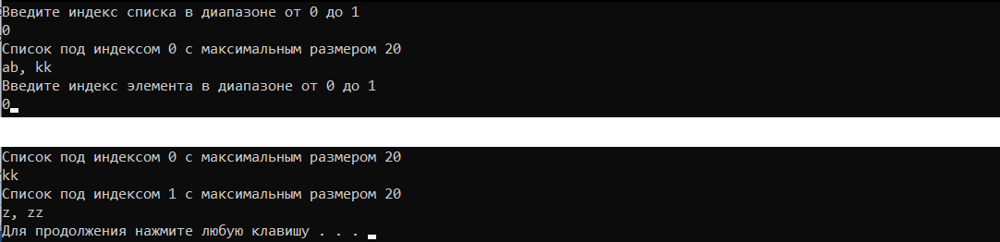 Введите индекс списка в диапазоне от 0 до 1
0
Список под индексом 0 с максимальным размером 20
ab, kk
Введите индекс элемента в диапазоне от 0 до 1
0
Список под индексом 0 с максимальным размером 20
kk
Список под индексом 1 с максимальным размером 20
z, zz
Для продолжения нажмите любую клавишу . . .